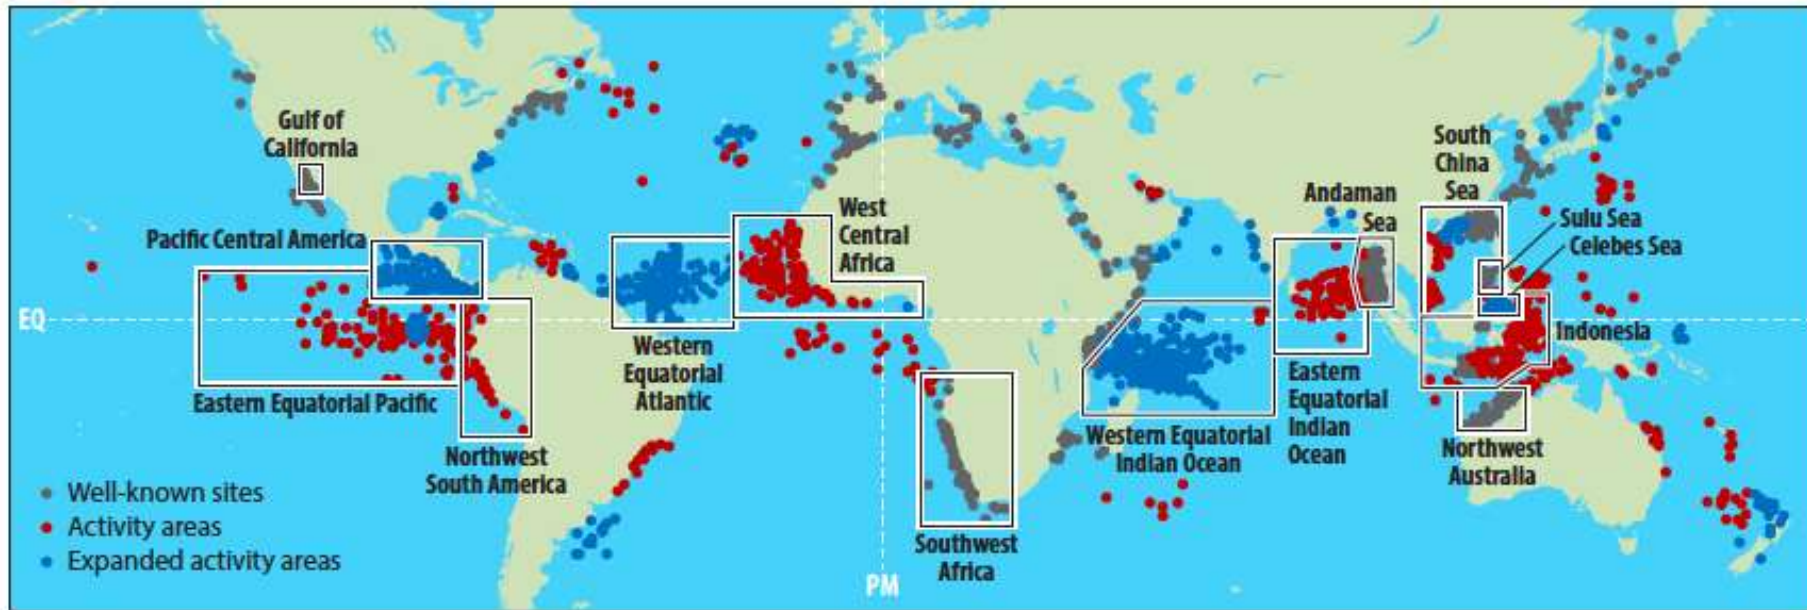 Gulf of
California
Pacific Central America
EQ
Eastern Equatorial Pacific
Northwest
South America
Western
Equatorial
Atlantic
West
Central
Africa
Southwest
Africa
PM
Western Equatorial
Indian Ocean
Eastern
Equatorial
Indian
Ocean
Andaman
Sea
South
China
Sea
Sulu Sea
Celebes Sea
Indonesia
Northwest
Australia
Well-known sites
Activity areas
Expanded activity areas